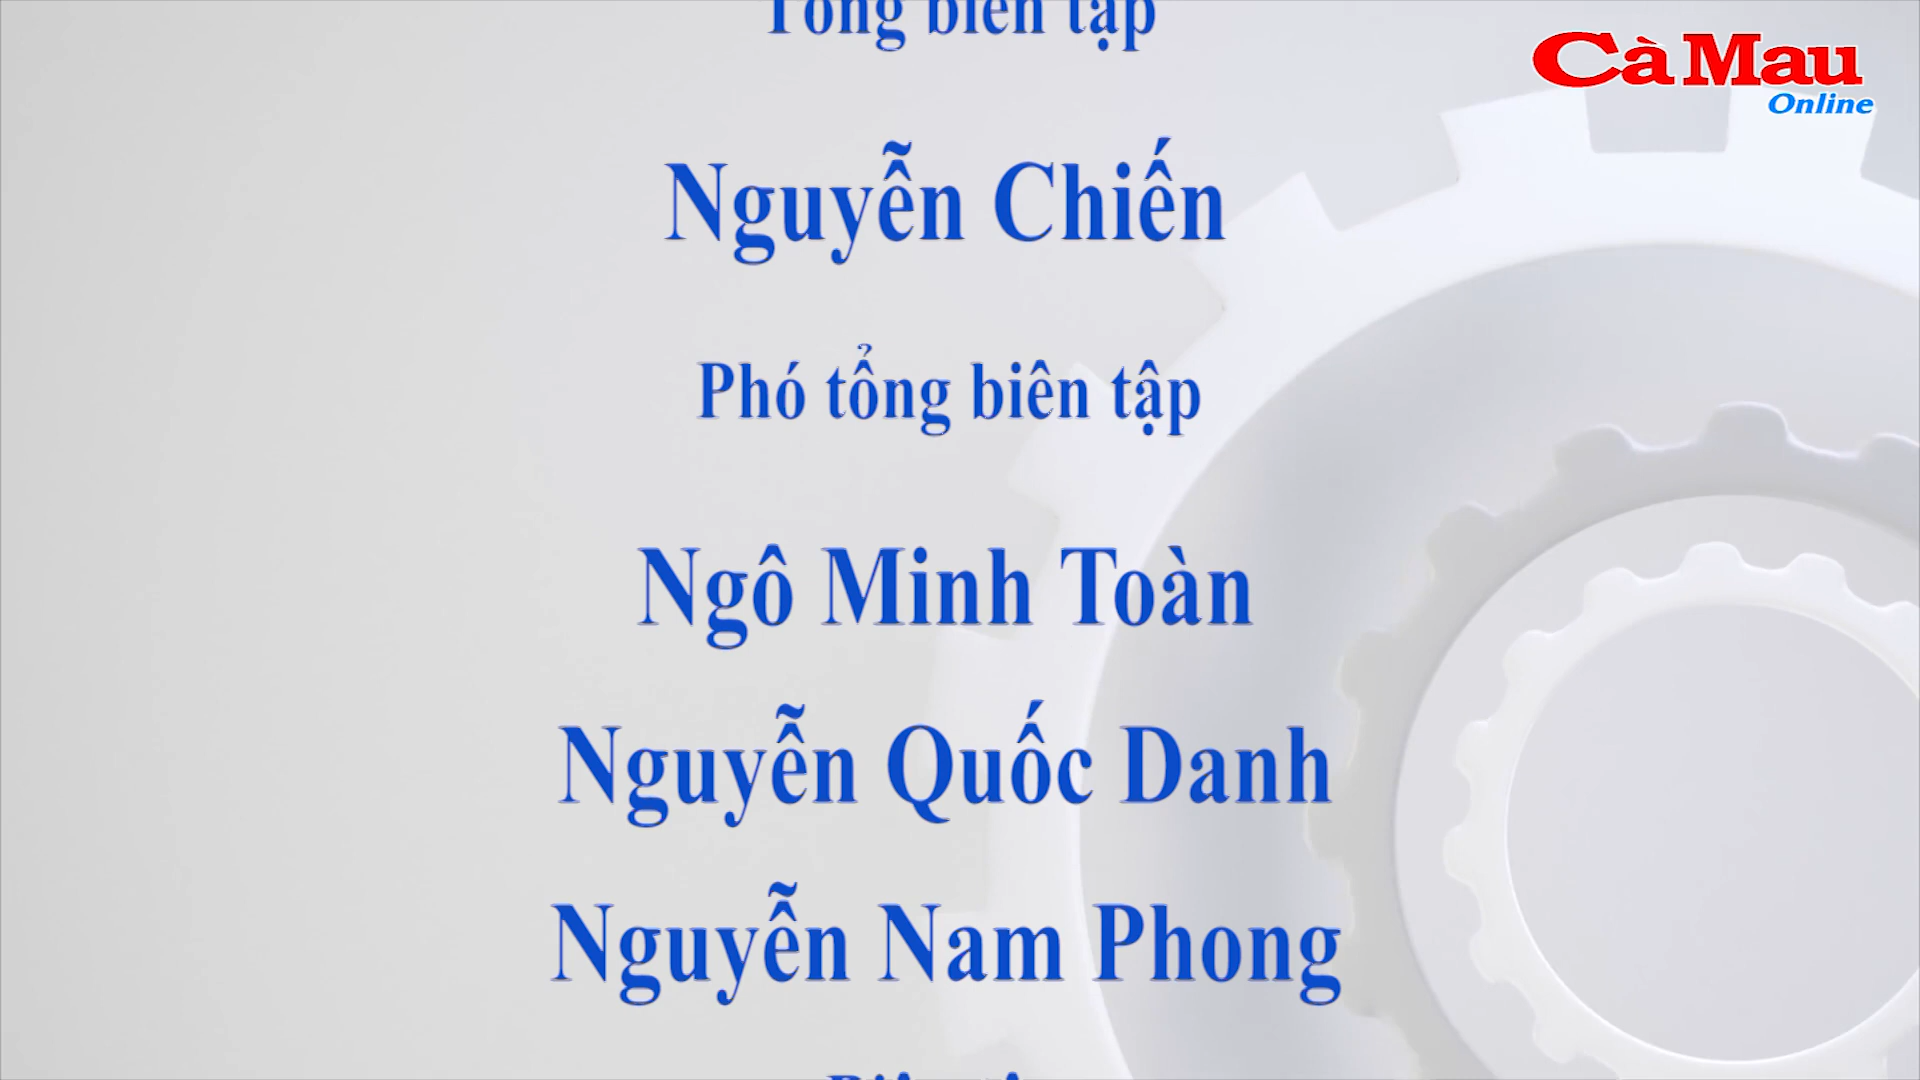 Tổng biên tập
Cà Mau
Online
Nguyễn Chiến
Phó tổng biên tập
Ngô Minh Toàn
Nguyễn Quốc Danh
Nguyễn Nam Phong